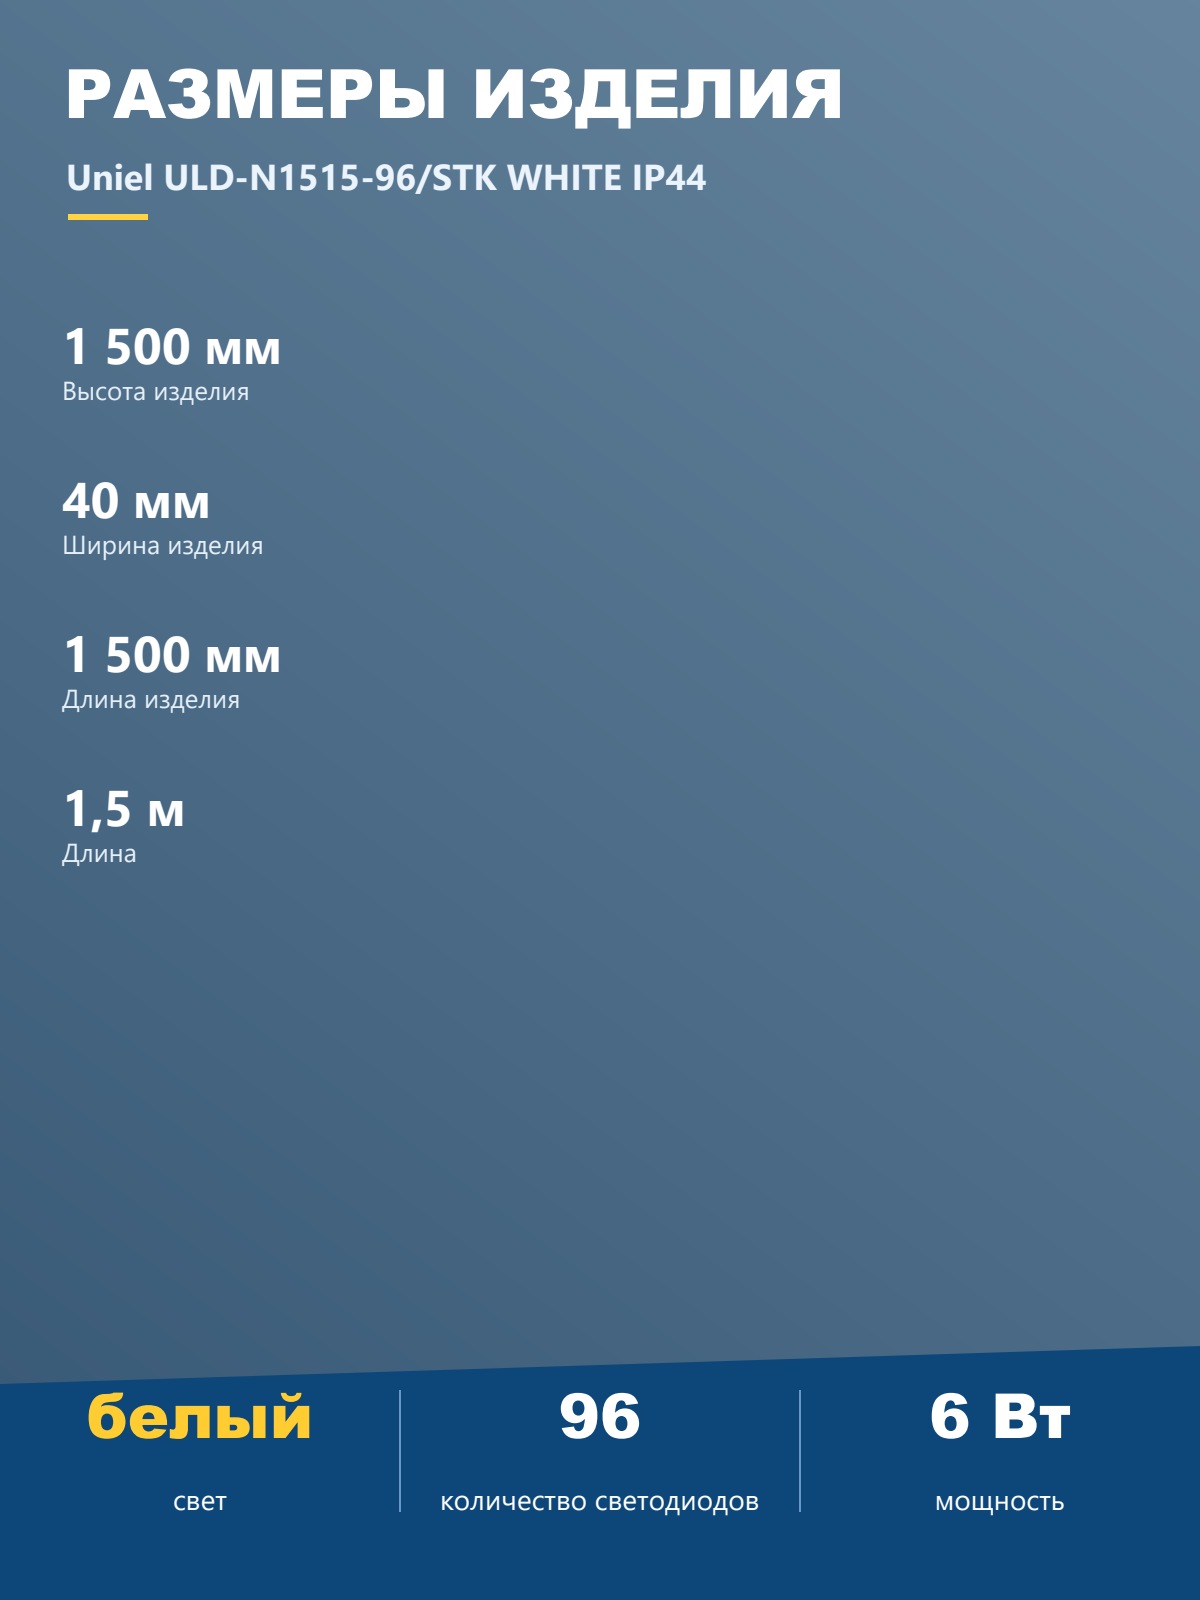 РАЗМЕРЫ ИЗДЕЛИЯ
Uniel ULD-N1515-96/STK WHITE IP44
1 500 мм
Высота изделия
40 мм
Ширина изделия
1 500 мм
Длина изделия
1,5 м
Длина
белый
свет
96
количество светодиодов
6 Вт
мощность